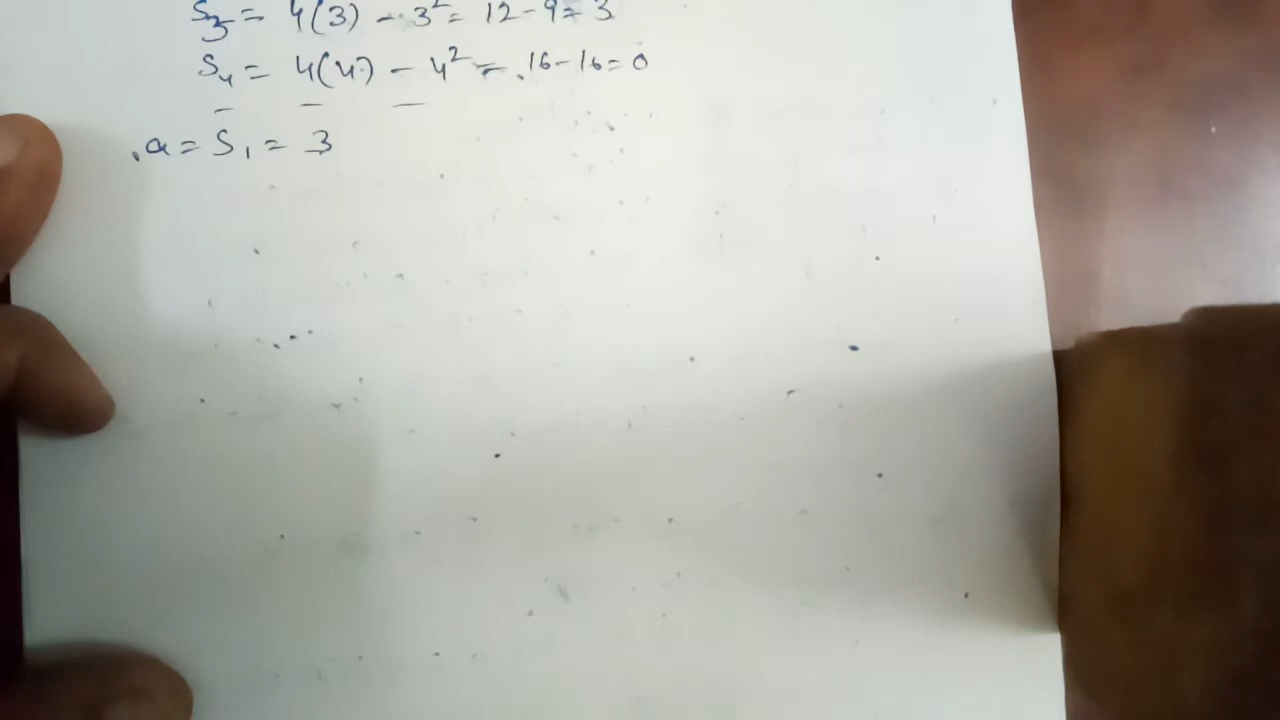 S₃ = 4(3) - 3² = 12 - 9 = 3
S₄ = 4(4) - 4² = 16 - 16 = 0
_ _ _
a = S₁ = 3